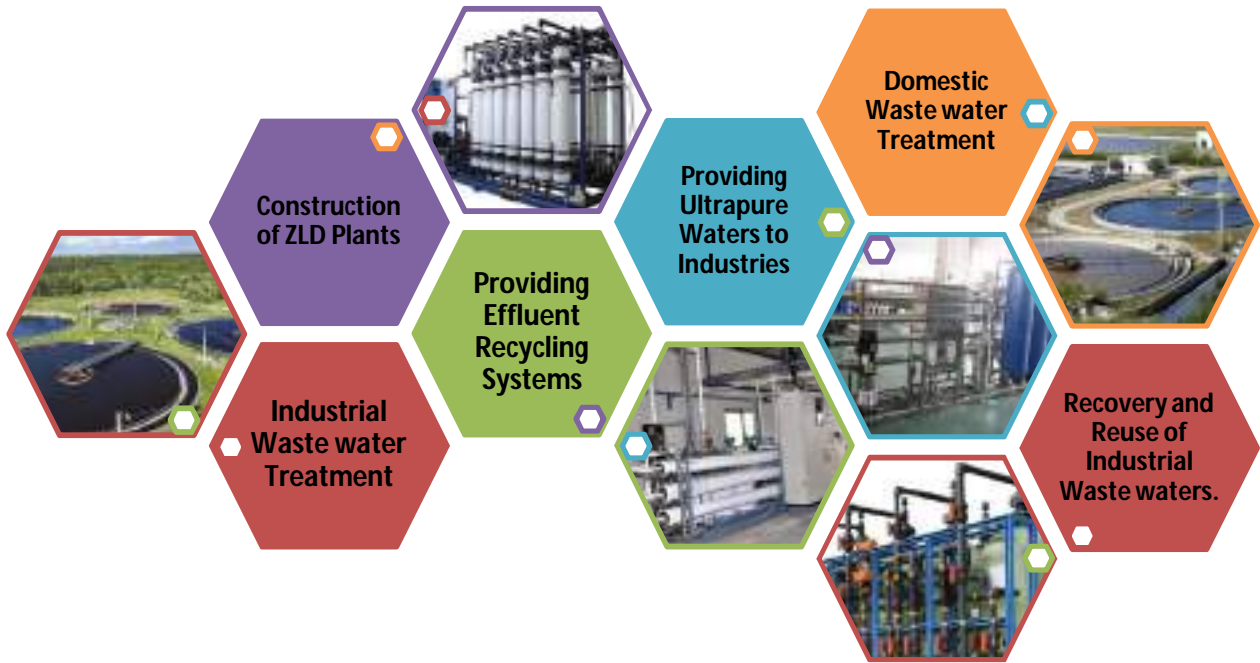 Construction
of ZLD Plants
Industrial
Waste water
Treatment
Providing
Effluent
Recycling
Systems
Providing
Ultrapure
Waters to
Industries
Domestic
Waste water
Treatment
Recovery and
Reuse of
Industrial
Waste waters.